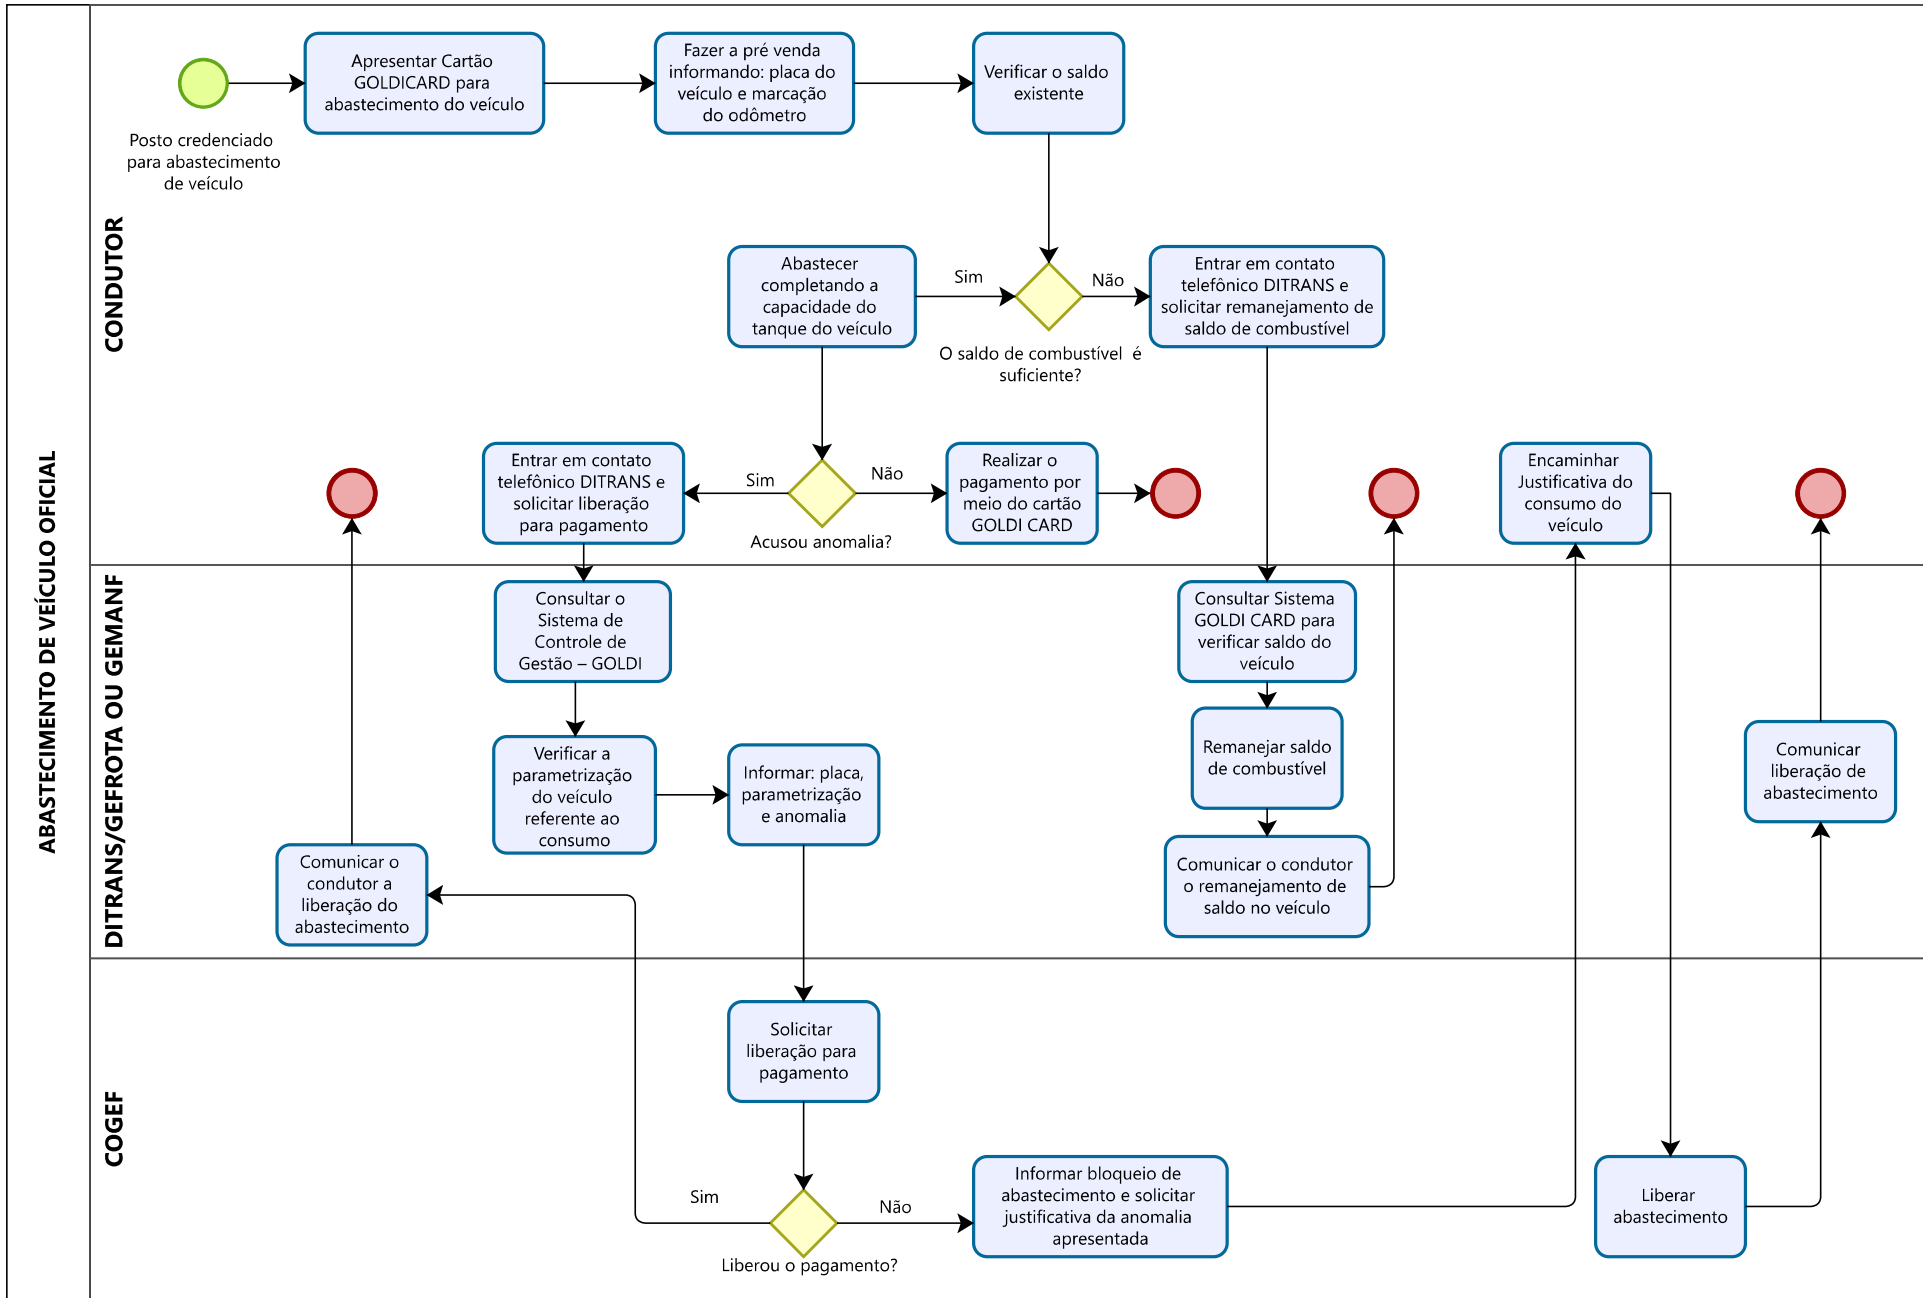 ABASTECIMENTO DE VEÍCULO OFICIAL
CONDUTOR
Posto credenciado
para abastecimento
de veículo
Apresentar Cartão
GOLDICARD para
abastecimento do veículo
Fazer a pré venda
informando: placa do
veículo e marcação
do odômetro
Verificar o saldo
existente
Abastecer
completando a
capacidade do
tanque do veículo
Sim
Não
O saldo de combustível é
suficiente?
Entrar em contato
telefônico DITRANS e
solicitar remanejamento de
saldo de combustível
Entrar em contato
telefônico DITRANS e
solicitar liberação
para pagamento
Sim
Não
Acusou anomalia?
Realizar o
pagamento por
meio do cartão
GOLDI CARD
Encaminhar
Justificativa do
consumo do
veículo
DITRANS/GEFROTA OU GEMANF
Consultar o
Sistema de
Controle de
Gestão – GOLDI
Consultar Sistema
GOLDI CARD para
verificar saldo do
veículo
Verificar a
parametrização
do veículo
referente ao
consumo
Informar: placa,
parametrização
e anomalia
Remanejar saldo
de combustível
Comunicar
liberação de
abastecimento
Comunicar o
condutor a
liberação do
abastecimento
Comunicar o condutor
o remanejamento de
saldo no veículo
COGEF
Solicitar
liberação para
pagamento
Sim
Não
Liberou o pagamento?
Informar bloqueio de
abastecimento e solicitar
justificativa da anomalia
apresentada
Liberar
abastecimento